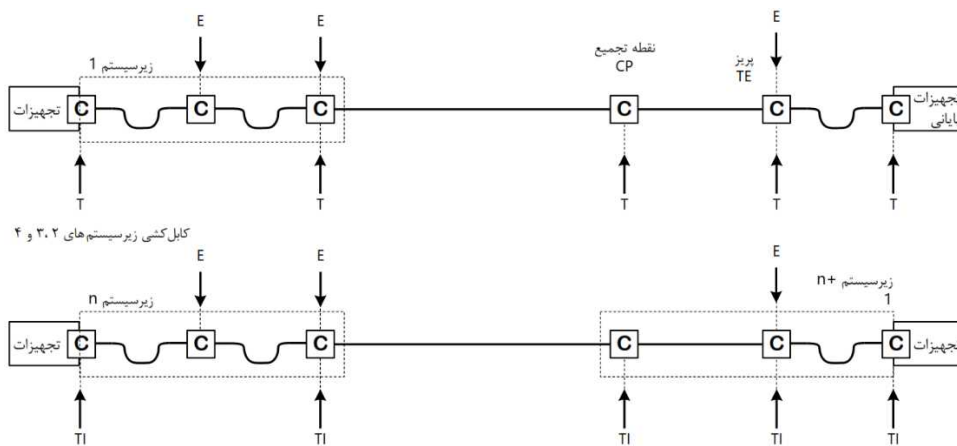 E
E
E
نقطه تجمیع
CP
پریز
TE
زیرسیستم 1
تجهیزات
C
C
C
C
C
C
تجهیزات
پایانی
T
T
T
T
T
کابل‌کشی زیرسیستم‌های ۲، ۳ و ۴
E
E
E
زیرسیستم n
زیرسیستم n+
1
تجهیزات
C
C
C
C
C
C
تجهیزات
TI
TI
TI
TI
TI